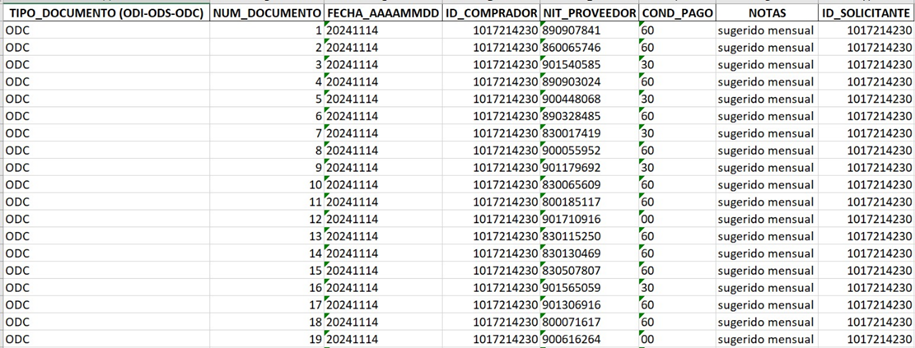 TIPO_DOCUMENTO (ODI-ODS-ODC) NUM_DOCUMENTO FECHA_AAAAMMDD ID_COMPRADOR NIT_PROVEEDOR COND_PAGO NOTAS ID_SOLICITANTE
ODC 1 20241114 1017214230 890907841 60 sugerido mensual 1017214230
ODC 2 20241114 1017214230 860065746 60 sugerido mensual 1017214230
ODC 3 20241114 1017214230 901540585 30 sugerido mensual 1017214230
ODC 4 20241114 1017214230 890903024 60 sugerido mensual 1017214230
ODC 5 20241114 1017214230 900448068 30 sugerido mensual 1017214230
ODC 6 20241114 1017214230 890328485 60 sugerido mensual 1017214230
ODC 7 20241114 1017214230 830017419 30 sugerido mensual 1017214230
ODC 8 20241114 1017214230 900055952 60 sugerido mensual 1017214230
ODC 9 20241114 1017214230 901179692 30 sugerido mensual 1017214230
ODC 10 20241114 1017214230 830065609 60 sugerido mensual 1017214230
ODC 11 20241114 1017214230 800185117 60 sugerido mensual 1017214230
ODC 12 20241114 1017214230 901710916 00 sugerido mensual 1017214230
ODC 13 20241114 1017214230 830115250 60 sugerido mensual 1017214230
ODC 14 20241114 1017214230 830130469 60 sugerido mensual 1017214230
ODC 15 20241114 1017214230 830507807 60 sugerido mensual 1017214230
ODC 16 20241114 1017214230 901565059 30 sugerido mensual 1017214230
ODC 17 20241114 1017214230 901306916 60 sugerido mensual 1017214230
ODC 18 20241114 1017214230 800071617 60 sugerido mensual 1017214230
ODC 19 20241114 1017214230 900616264 00 sugerido mensual 1017214230